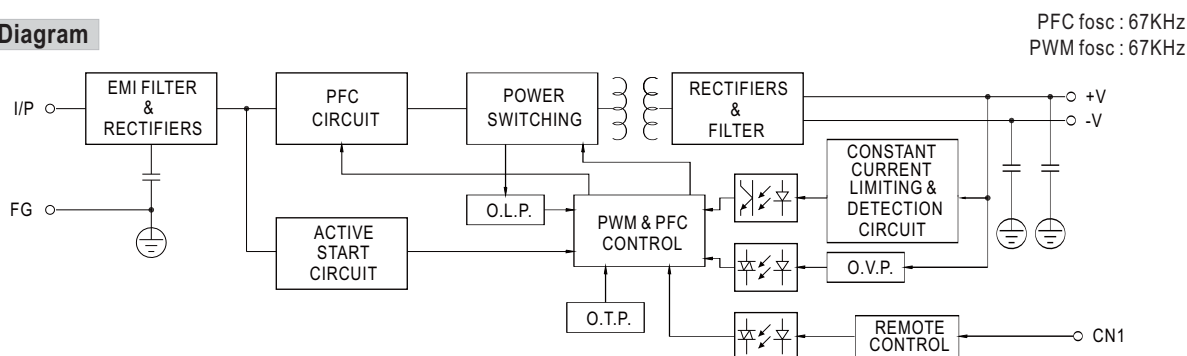 Diagram
PFC fosc : 67KHz
PWM fosc : 67KHz
I/P
EMI FILTER
&
RECTIFIERS
PFC
CIRCUIT
POWER
SWITCHING
RECTIFIERS
&
FILTER
+V
-V
CONSTANT
CURRENT
LIMITING &
DETECTION
CIRCUIT
FG
O.L.P.
PWM & PFC
CONTROL
ACTIVE
START
CIRCUIT
O.V.P.
O.T.P.
REMOTE
CONTROL
CN1